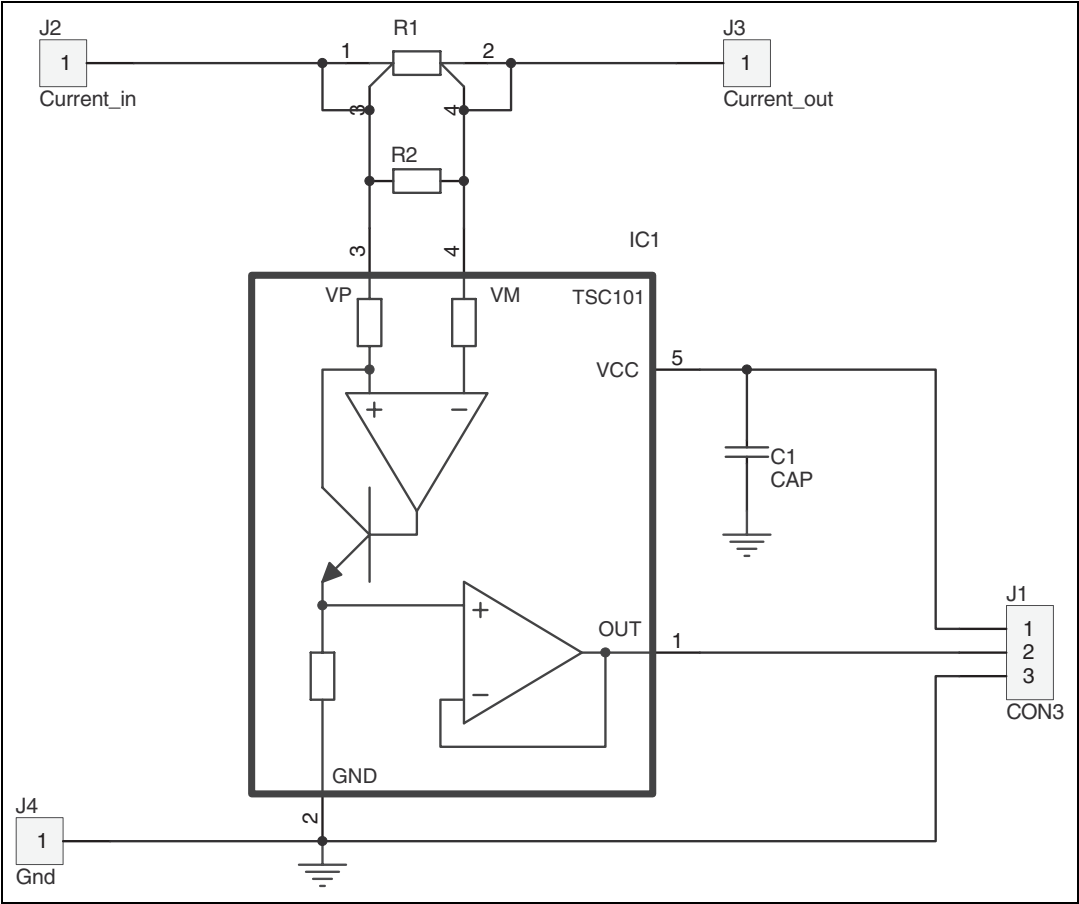 J2
R1
J3
1
1
2
1
Current_in
3
4
Current_out
R2
3
4
IC1
VP
VM
TSC101
VCC
5
+
−
C1
CAP
J1
+
OUT
1
1
2
3
−
CON3
GND
J4
2
1
Gnd